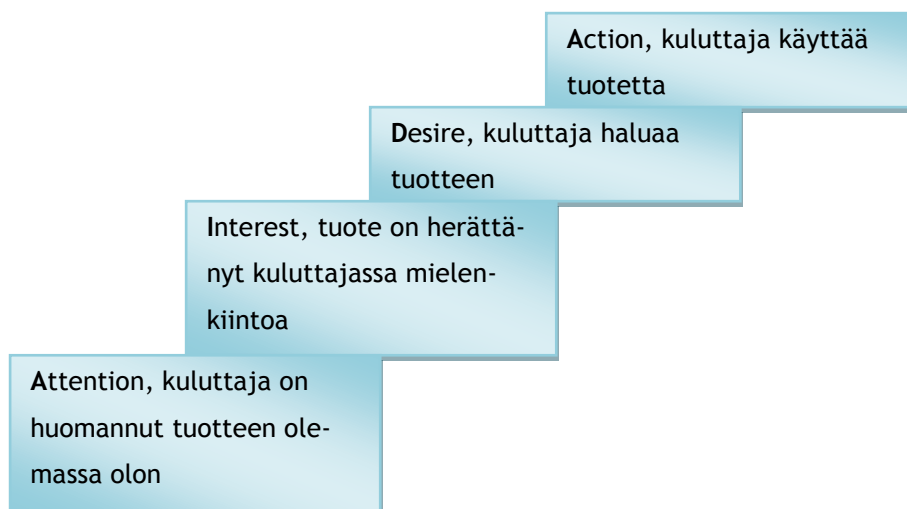 Action, kuluttaja käyttää
tuotetta
Desire, kuluttaja haluaa
tuotteen
Interest, tuote on herättä-
nyt kuluttajassa mielen-
kiintoa
Attention, kuluttaja on
huomannut tuotteen ole-
massa olon